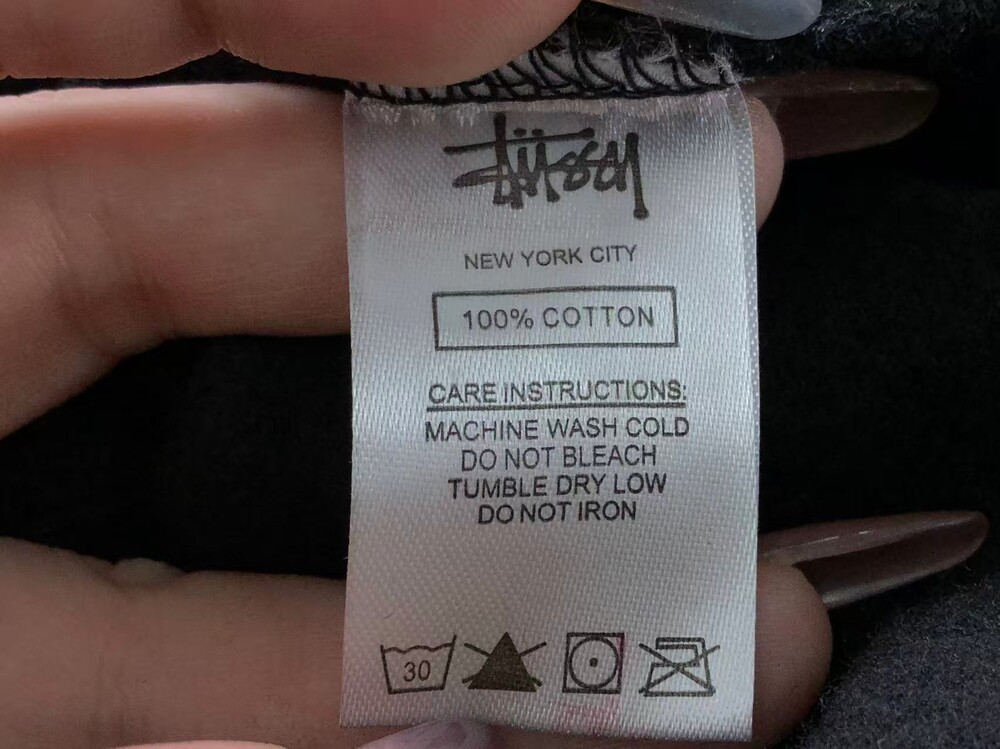 Stüssy
NEW YORK CITY
100% COTTON
CARE INSTRUCTIONS:
MACHINE WASH COLD
DO NOT BLEACH
TUMBLE DRY LOW
DO NOT IRON
30